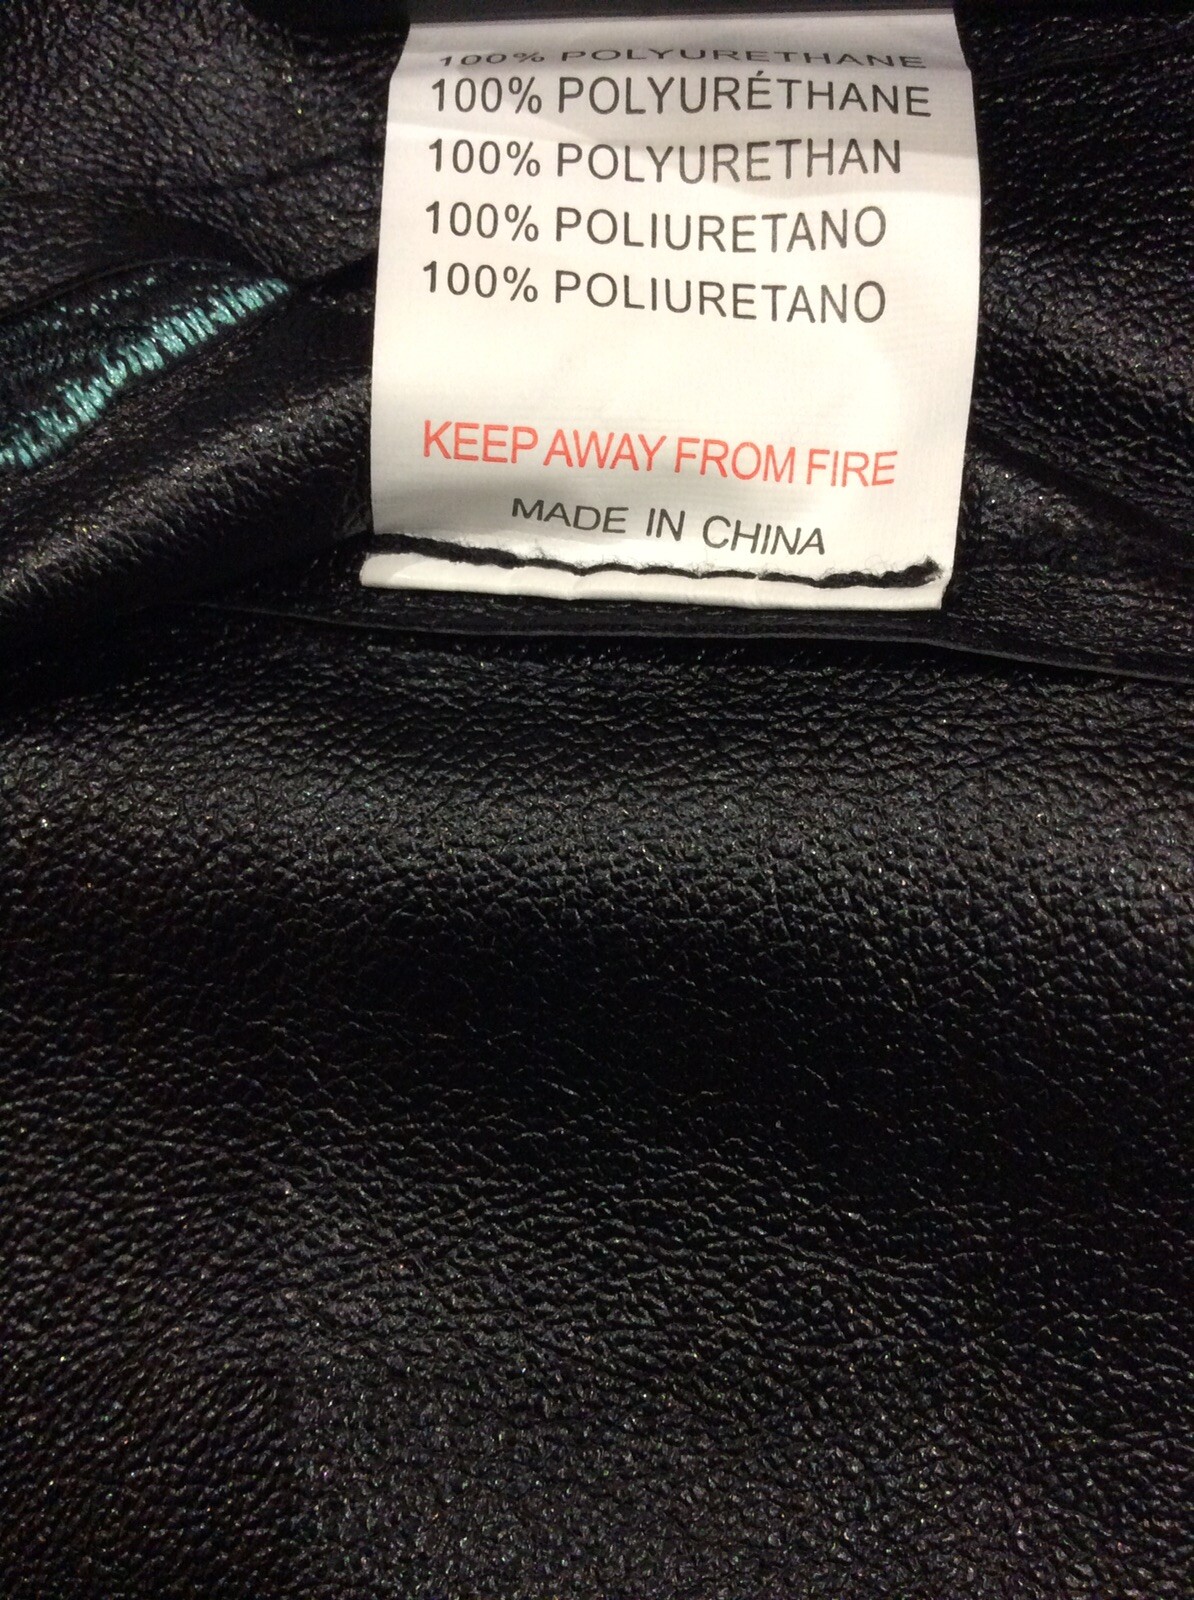 100% POLYURETHANE
100% POLYURÉTHANE
100% POLYURETHAN
100% POLIURETANO
100% POLIURETANO
KEEP AWAY FROM FIRE
MADE IN CHINA